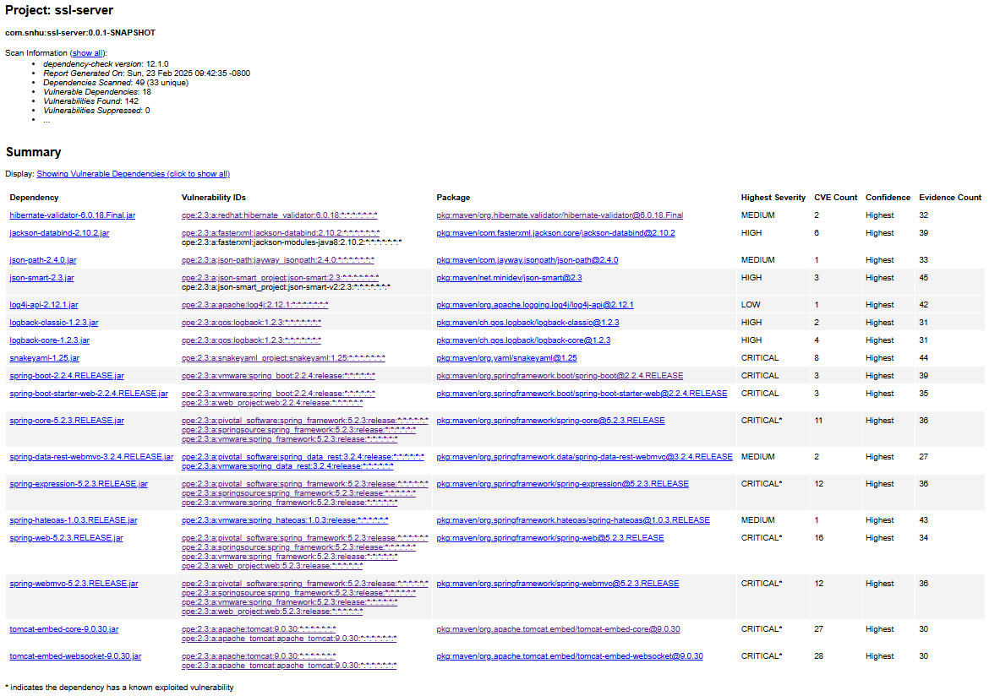 Project: ssl-server
com.snhu:ssl-server:0.0.1-SNAPSHOT
Scan Information (show all):
• dependency-check version: 12.1.0
• Report Generated On: Sun, 23 Feb 2025 09:42:35 -0800
• Dependencies Scanned: 49 (33 unique)
• Vulnerable Dependencies: 18
• Vulnerabilities Found: 142
• Vulnerabilities Suppressed: 0
• ...
Summary
Display: Showing Vulnerable Dependencies (click to show all)
Dependency Vulnerability IDs Package Highest Severity CVE Count Confidence Evidence Count
hibernate-validator-6.0.18.Final.jar cpe:2.3:a:redhat:hibernate_validator:6.0.18:*:*:*:*:*:*:* pkg:maven/org.hibernate.validator/hibernate-validator@6.0.18.Final MEDIUM 2 Highest 32
jackson-databind-2.10.2.jar cpe:2.3:a:fasterxml:jackson-databind:2.10.2:*:*:*:*:*:*:* pkg:maven/com.fasterxml.jackson.core/jackson-databind@2.10.2 HIGH 6 Highest 39
cpe:2.3:a:fasterxml:jackson-modules-java8:2.10.2:*:*:*:*:*:*:*
json-path-2.4.0.jar cpe:2.3:a:json-path:jayway_jsonpath:2.4.0:*:*:*:*:*:*:* pkg:maven/com.jayway.jsonpath/json-path@2.4.0 MEDIUM 1 Highest 33
json-smart-2.3.jar cpe:2.3:a:json-smart_project:json-smart:2.3:*:*:*:*:*:*:* pkg:maven/net.minidev/json-smart@2.3 HIGH 3 Highest 45
cpe:2.3:a:json-smart_project:json-smart-v2:2.3:*:*:*:*:*:*:*
log4j-api-2.12.1.jar cpe:2.3:a:apache:log4j:2.12.1:*:*:*:*:*:*:* pkg:maven/org.apache.logging.log4j/log4j-api@2.12.1 LOW 1 Highest 42
logback-classic-1.2.3.jar cpe:2.3:a:qos:logback:1.2.3:*:*:*:*:*:*:* pkg:maven/ch.qos.logback/logback-classic@1.2.3 HIGH 2 Highest 31
logback-core-1.2.3.jar cpe:2.3:a:qos:logback:1.2.3:*:*:*:*:*:*:* pkg:maven/ch.qos.logback/logback-core@1.2.3 HIGH 4 Highest 31
snakeyaml-1.25.jar cpe:2.3:a:snakeyaml_project:snakeyaml:1.25:*:*:*:*:*:*:* pkg:maven/org.yaml/snakeyaml@1.25 CRITICAL 8 Highest 44
spring-boot-2.2.4.RELEASE.jar cpe:2.3:a:vmware:spring_boot:2.2.4:release:*:*:*:*:*:* pkg:maven/org.springframework.boot/spring-boot@2.2.4.RELEASE CRITICAL 3 Highest 39
spring-boot-starter-web-2.2.4.RELEASE.jar cpe:2.3:a:vmware:spring_boot:2.2.4:release:*:*:*:*:*:* pkg:maven/org.springframework.boot/spring-boot-starter-web@2.2.4.RELEASE CRITICAL 3 Highest 35
cpe:2.3:a:web_project:web:2.2.4:release:*:*:*:*:*:*
spring-core-5.2.3.RELEASE.jar cpe:2.3:a:pivotal_software:spring_framework:5.2.3:release:*:*:*:*:*:* pkg:maven/org.springframework/spring-core@5.2.3.RELEASE CRITICAL* 11 Highest 36
cpe:2.3:a:springsource:spring_framework:5.2.3:release:*:*:*:*:*:*
cpe:2.3:a:vmware:spring_framework:5.2.3:release:*:*:*:*:*:*
spring-data-rest-webmvc-3.2.4.RELEASE.jar cpe:2.3:a:pivotal_software:spring_data_rest:3.2.4:release:*:*:*:*:*:* pkg:maven/org.springframework.data/spring-data-rest-webmvc@3.2.4.RELEASE MEDIUM 2 Highest 27
cpe:2.3:a:vmware:spring_data_rest:3.2.4:release:*:*:*:*:*:*
spring-expression-5.2.3.RELEASE.jar cpe:2.3:a:pivotal_software:spring_framework:5.2.3:release:*:*:*:*:*:* pkg:maven/org.springframework/spring-expression@5.2.3.RELEASE CRITICAL* 12 Highest 36
cpe:2.3:a:springsource:spring_framework:5.2.3:release:*:*:*:*:*:*
cpe:2.3:a:vmware:spring_framework:5.2.3:release:*:*:*:*:*:*
spring-hateoas-1.0.3.RELEASE.jar cpe:2.3:a:vmware:spring_hateoas:1.0.3:release:*:*:*:*:*:* pkg:maven/org.springframework.hateoas/spring-hateoas@1.0.3.RELEASE MEDIUM 1 Highest 43
spring-web-5.2.3.RELEASE.jar cpe:2.3:a:pivotal_software:spring_framework:5.2.3:release:*:*:*:*:*:* pkg:maven/org.springframework/spring-web@5.2.3.RELEASE CRITICAL* 16 Highest 34
cpe:2.3:a:springsource:spring_framework:5.2.3:release:*:*:*:*:*:*
cpe:2.3:a:vmware:spring_framework:5.2.3:release:*:*:*:*:*:*
cpe:2.3:a:web_project:web:5.2.3:release:*:*:*:*:*:*
spring-webmvc-5.2.3.RELEASE.jar cpe:2.3:a:pivotal_software:spring_framework:5.2.3:release:*:*:*:*:*:* pkg:maven/org.springframework/spring-webmvc@5.2.3.RELEASE CRITICAL* 12 Highest 36
cpe:2.3:a:springsource:spring_framework:5.2.3:release:*:*:*:*:*:*
cpe:2.3:a:vmware:spring_framework:5.2.3:release:*:*:*:*:*:*
cpe:2.3:a:web_project:web:5.2.3:release:*:*:*:*:*:*
tomcat-embed-core-9.0.30.jar cpe:2.3:a:apache:tomcat:9.0.30:*:*:*:*:*:*:* pkg:maven/org.apache.tomcat.embed/tomcat-embed-core@9.0.30 CRITICAL* 27 Highest 30
cpe:2.3:a:apache_tomcat:apache_tomcat:9.0.30:*:*:*:*:*:*:*
tomcat-embed-websocket-9.0.30.jar cpe:2.3:a:apache:tomcat:9.0.30:*:*:*:*:*:*:* pkg:maven/org.apache.tomcat.embed/tomcat-embed-websocket@9.0.30 CRITICAL* 28 Highest 30
cpe:2.3:a:apache_tomcat:apache_tomcat:9.0.30:*:*:*:*:*:*:*
* indicates the dependency has a known exploited vulnerability